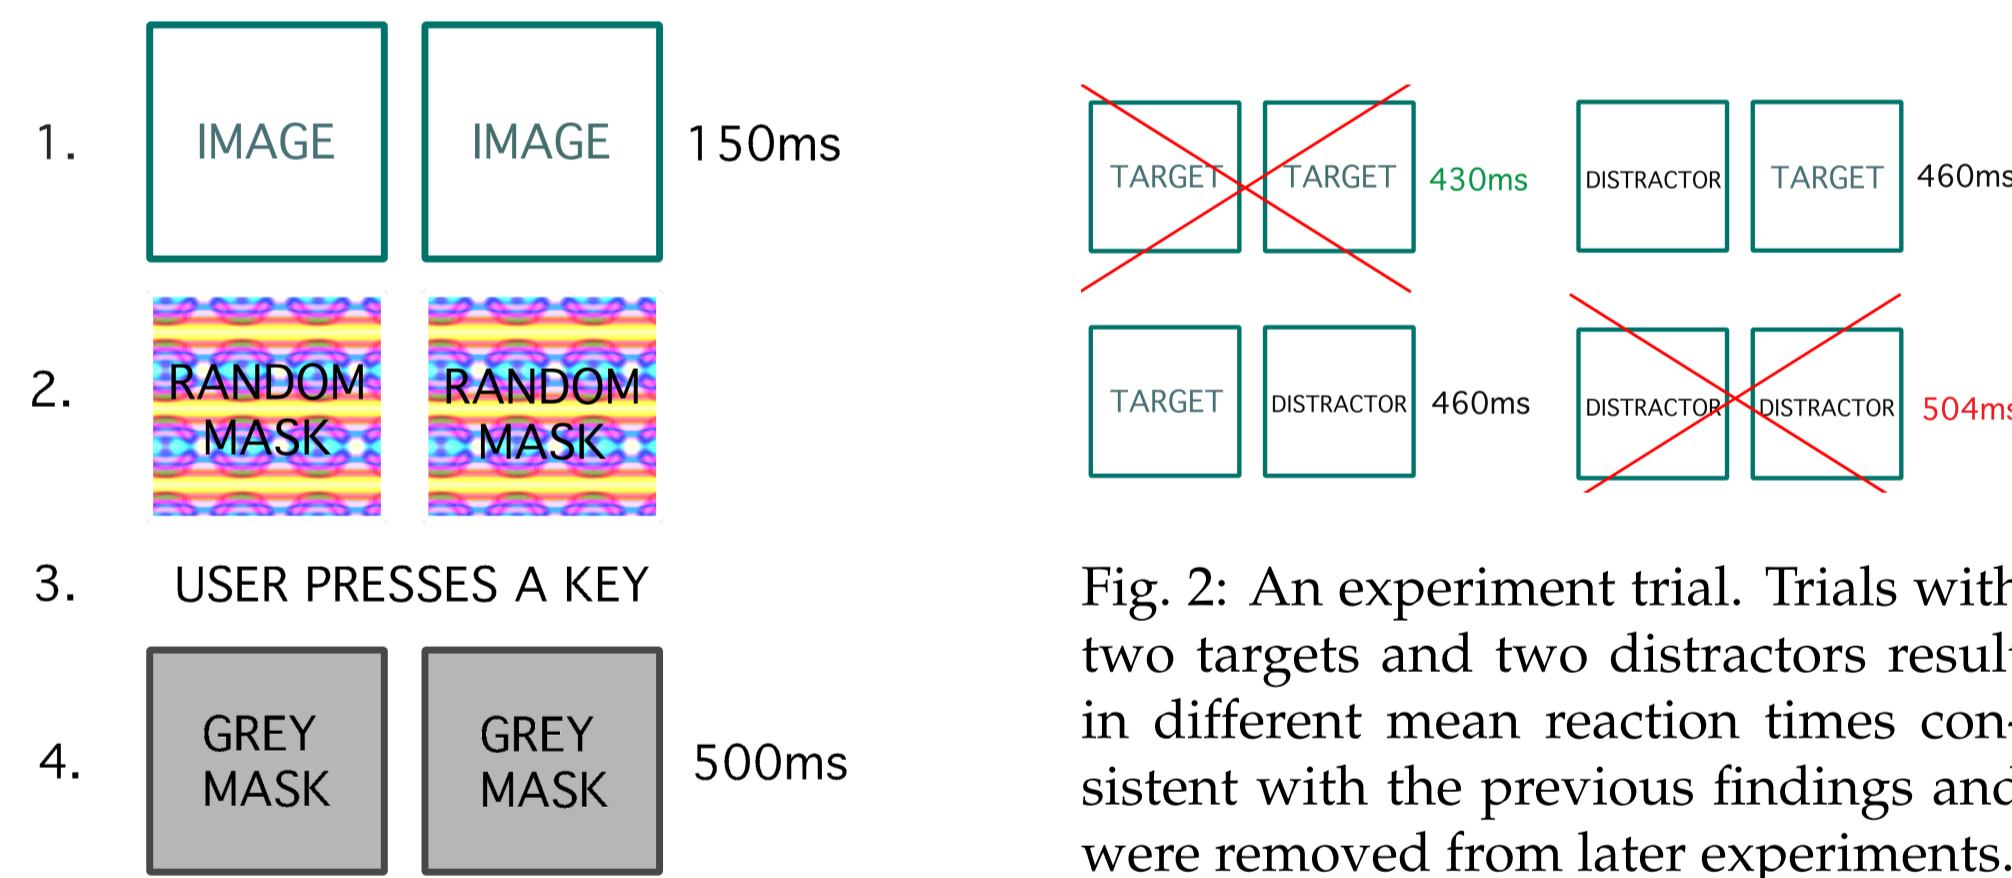 1. IMAGE IMAGE 150ms
2. RANDOM MASK RANDOM MASK
3. USER PRESSES A KEY
4. GREY MASK GREY MASK 500ms
TARGET TARGET 430ms
DISTRACTOR TARGET 460ms
TARGET DISTRACTOR 460ms
DISTRACTOR DISTRACTOR 504ms
Fig. 2: An experiment trial. Trials with
two targets and two distractors result
in different mean reaction times con-
sistent with the previous findings and
were removed from later experiments.